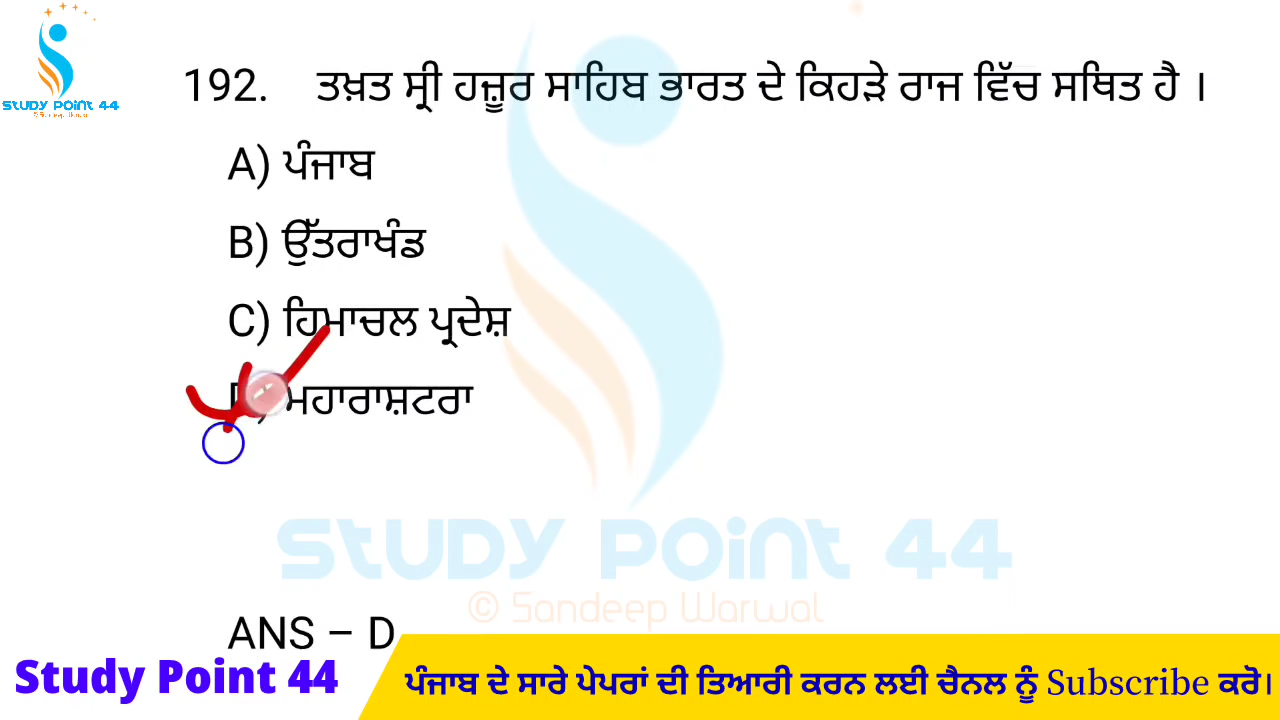 STUDY POINT 44
192. ਤਖ਼ਤ ਸ੍ਰੀ ਹਜ਼ੂਰ ਸਾਹਿਬ ਭਾਰਤ ਦੇ ਕਿਹੜੇ ਰਾਜ ਵਿੱਚ ਸਥਿਤ ਹੈ ।
A) ਪੰਜਾਬ
B) ਉੱਤਰਾਖੰਡ
C) ਹਿਮਾਚਲ ਪ੍ਰਦੇਸ਼
D) ਮਹਾਰਾਸ਼ਟਰਾ
STUDY POINT 44
© Sandeep Warwal
ANS – D
Study Point 44
ਪੰਜਾਬ ਦੇ ਸਾਰੇ ਪੇਪਰਾਂ ਦੀ ਤਿਆਰੀ ਕਰਨ ਲਈ ਚੈਨਲ ਨੂੰ Subscribe ਕਰੋ।